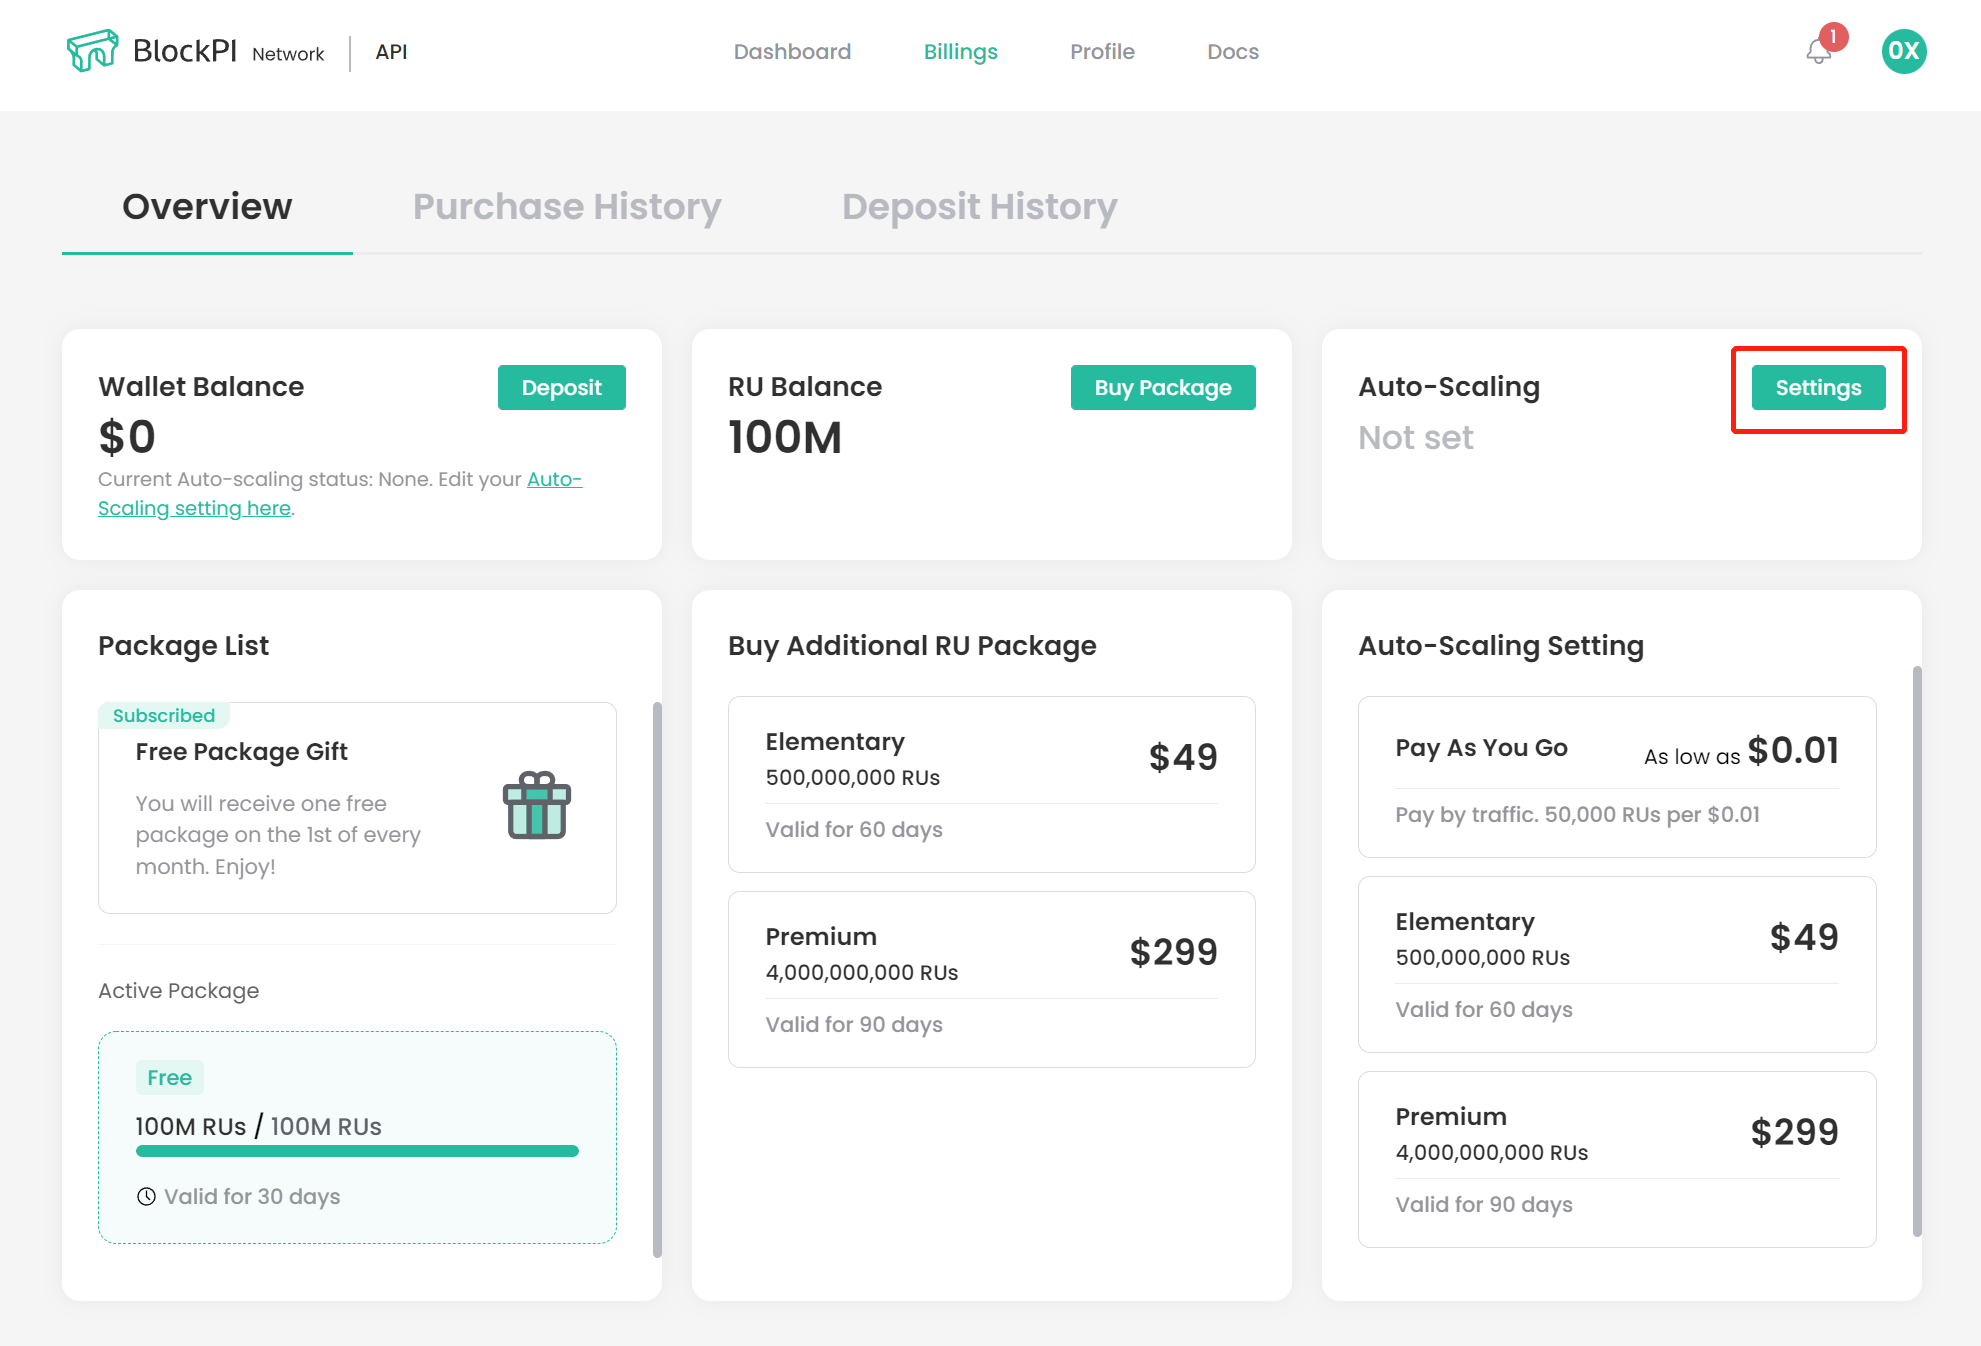 BlockPI Network API
Dashboard
Billings
Profile
Docs
1
0X
Overview
Purchase History
Deposit History
Wallet Balance
Deposit
$0
Current Auto-scaling status: None. Edit your Auto-
Scaling setting here.
RU Balance
Buy Package
100M
Auto-Scaling
Settings
Not set
Package List
Subscribed
Free Package Gift
You will receive one free
package on the 1st of every
month. Enjoy!
Active Package
Free
100M RUs / 100M RUs
Valid for 30 days
Buy Additional RU Package
Elementary
500,000,000 RUs
$49
Valid for 60 days
Premium
4,000,000,000 RUs
$299
Valid for 90 days
Auto-Scaling Setting
Pay As You Go
As low as $0.01
Pay by traffic. 50,000 RUs per $0.01
Elementary
500,000,000 RUs
$49
Valid for 60 days
Premium
4,000,000,000 RUs
$299
Valid for 90 days